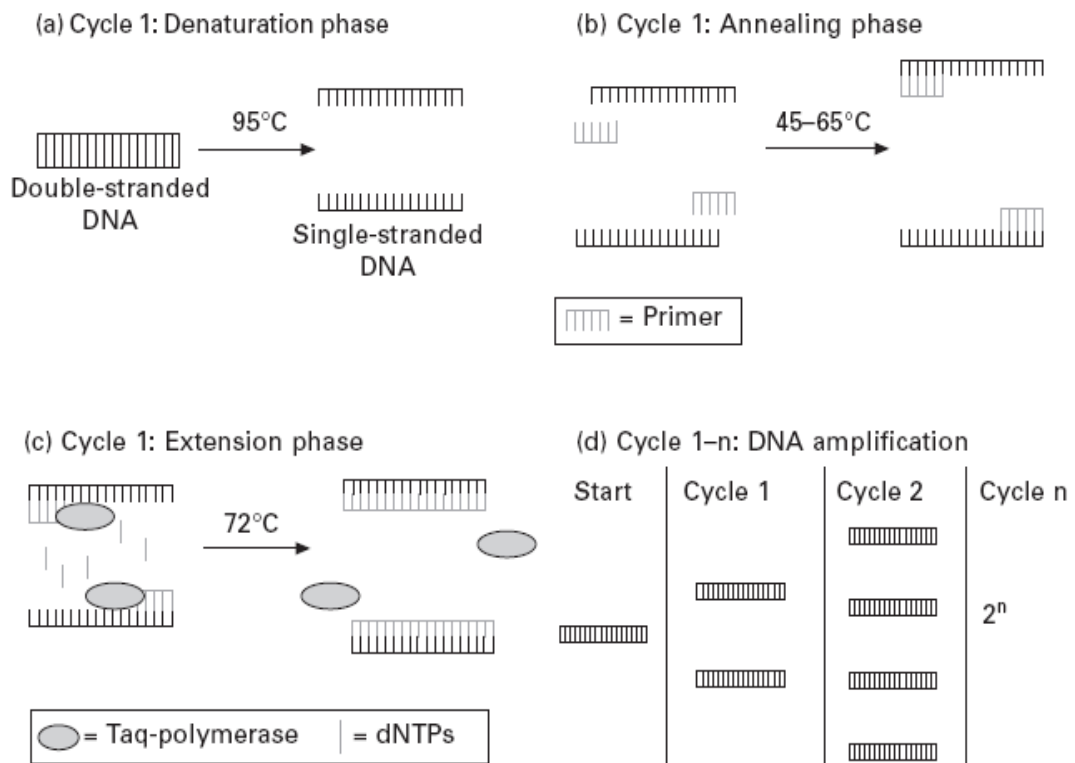 (a) Cycle 1: Denaturation phase
95°C
Double-stranded
DNA
Single-stranded
DNA
(b) Cycle 1: Annealing phase
45–65°C
= Primer
(c) Cycle 1: Extension phase
72°C
= Taq-polymerase
= dNTPs
(d) Cycle 1–n: DNA amplification
Start
Cycle 1
Cycle 2
Cycle n
2ⁿ